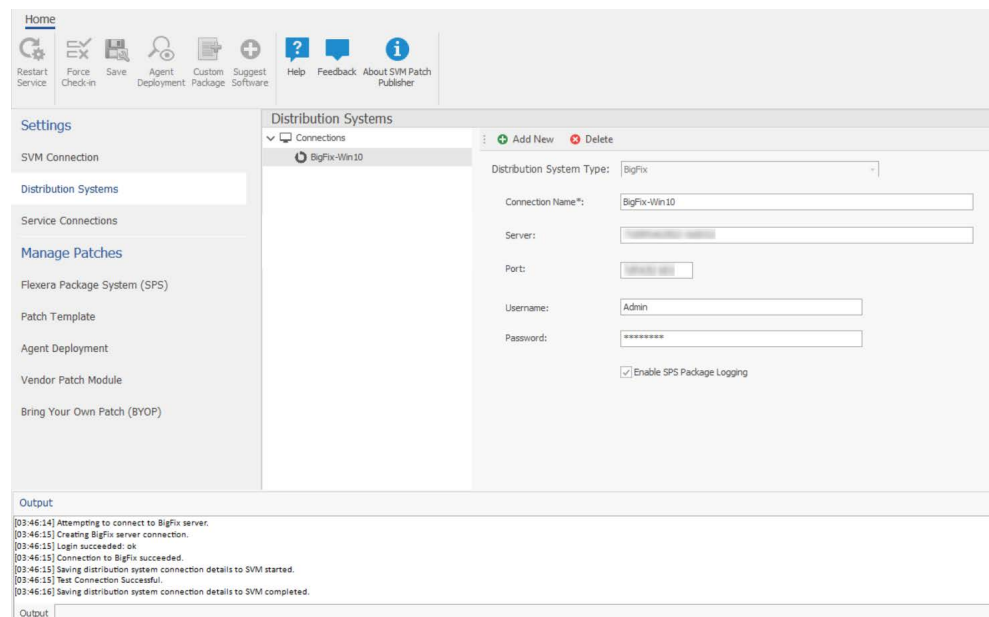 Home
Restart Service
Force Check-in
Save
Agent Deployment
Custom Package
Suggest Software
Help
Feedback
About SVM Patch Publisher
Settings
SVM Connection
Distribution Systems
Service Connections
Manage Patches
Flexera Package System (SPS)
Patch Template
Agent Deployment
Vendor Patch Module
Bring Your Own Patch (BYOP)
Distribution Systems
Connections
BigFix-Win10
Add New
Delete
Distribution System Type: BigFix
Connection Name*: BigFix-Win10
Server:
Port:
Username: Admin
Password: ********
Enable SPS Package Logging
Output
[03:46:14] Attempting to connect to BigFix server.
[03:46:15] Creating BigFix server connection.
[03:46:15] Login succeeded: ok
[03:46:15] Connection to BigFix succeeded.
[03:46:15] Saving distribution system connection details to SVM started.
[03:46:15] Test Connection Successful.
[03:46:16] Saving distribution system connection details to SVM completed.
Output